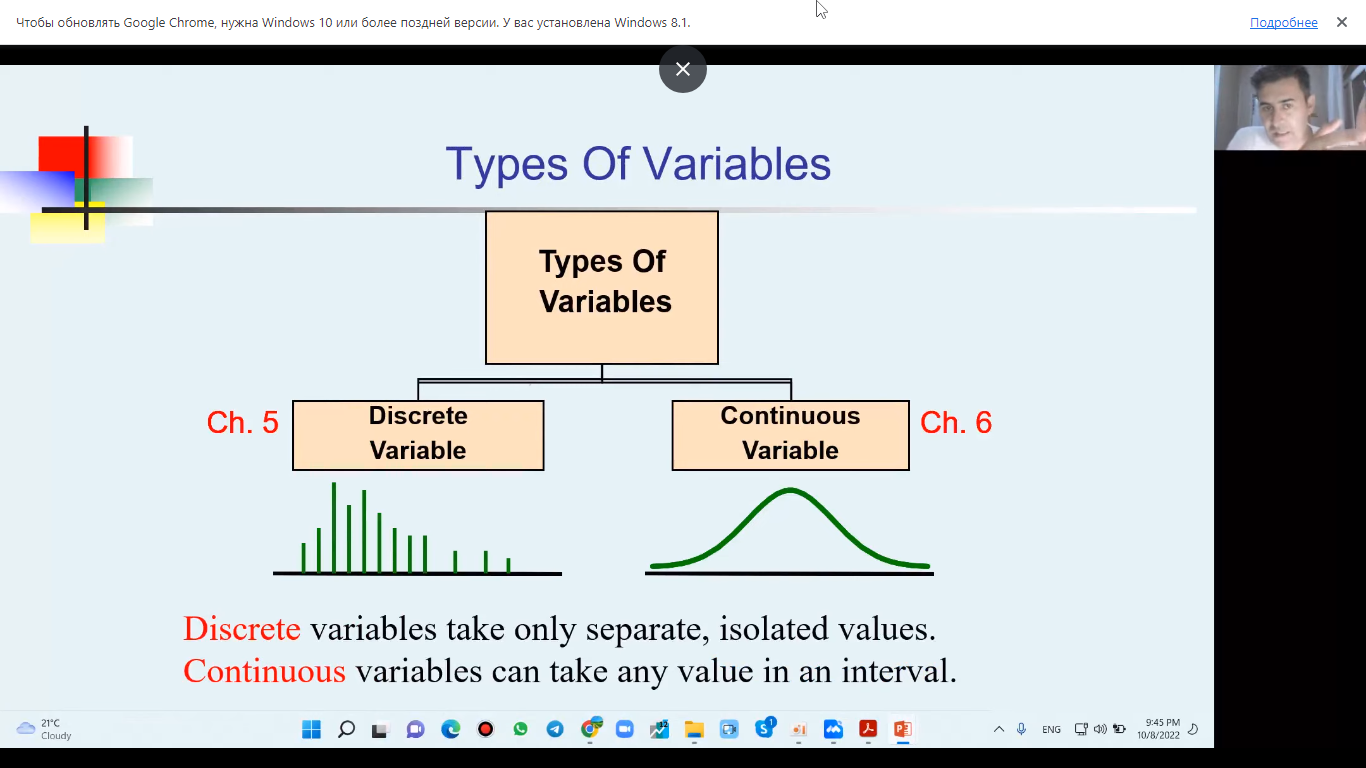 Чтобы обновлять Google Chrome, нужна Windows 10 или более поздней версии. У вас установлена Windows 8.1.
Подробнее
Types Of Variables
Types Of
Variables
Ch. 5
Discrete
Variable
Continuous
Variable
Ch. 6
Discrete variables take only separate, isolated values.
Continuous variables can take any value in an interval.
21°C
Cloudy
12
1
ENG
9:45 PM
10/8/2022